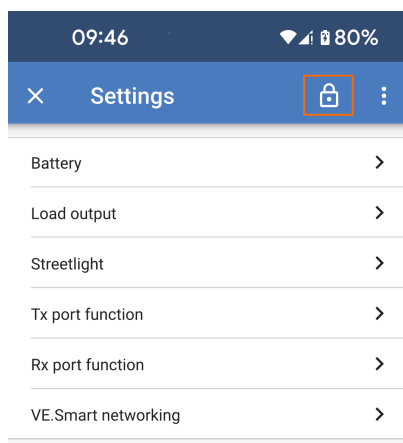 09:46 80%
Settings
Battery
Load output
Streetlight
Tx port function
Rx port function
VE.Smart networking